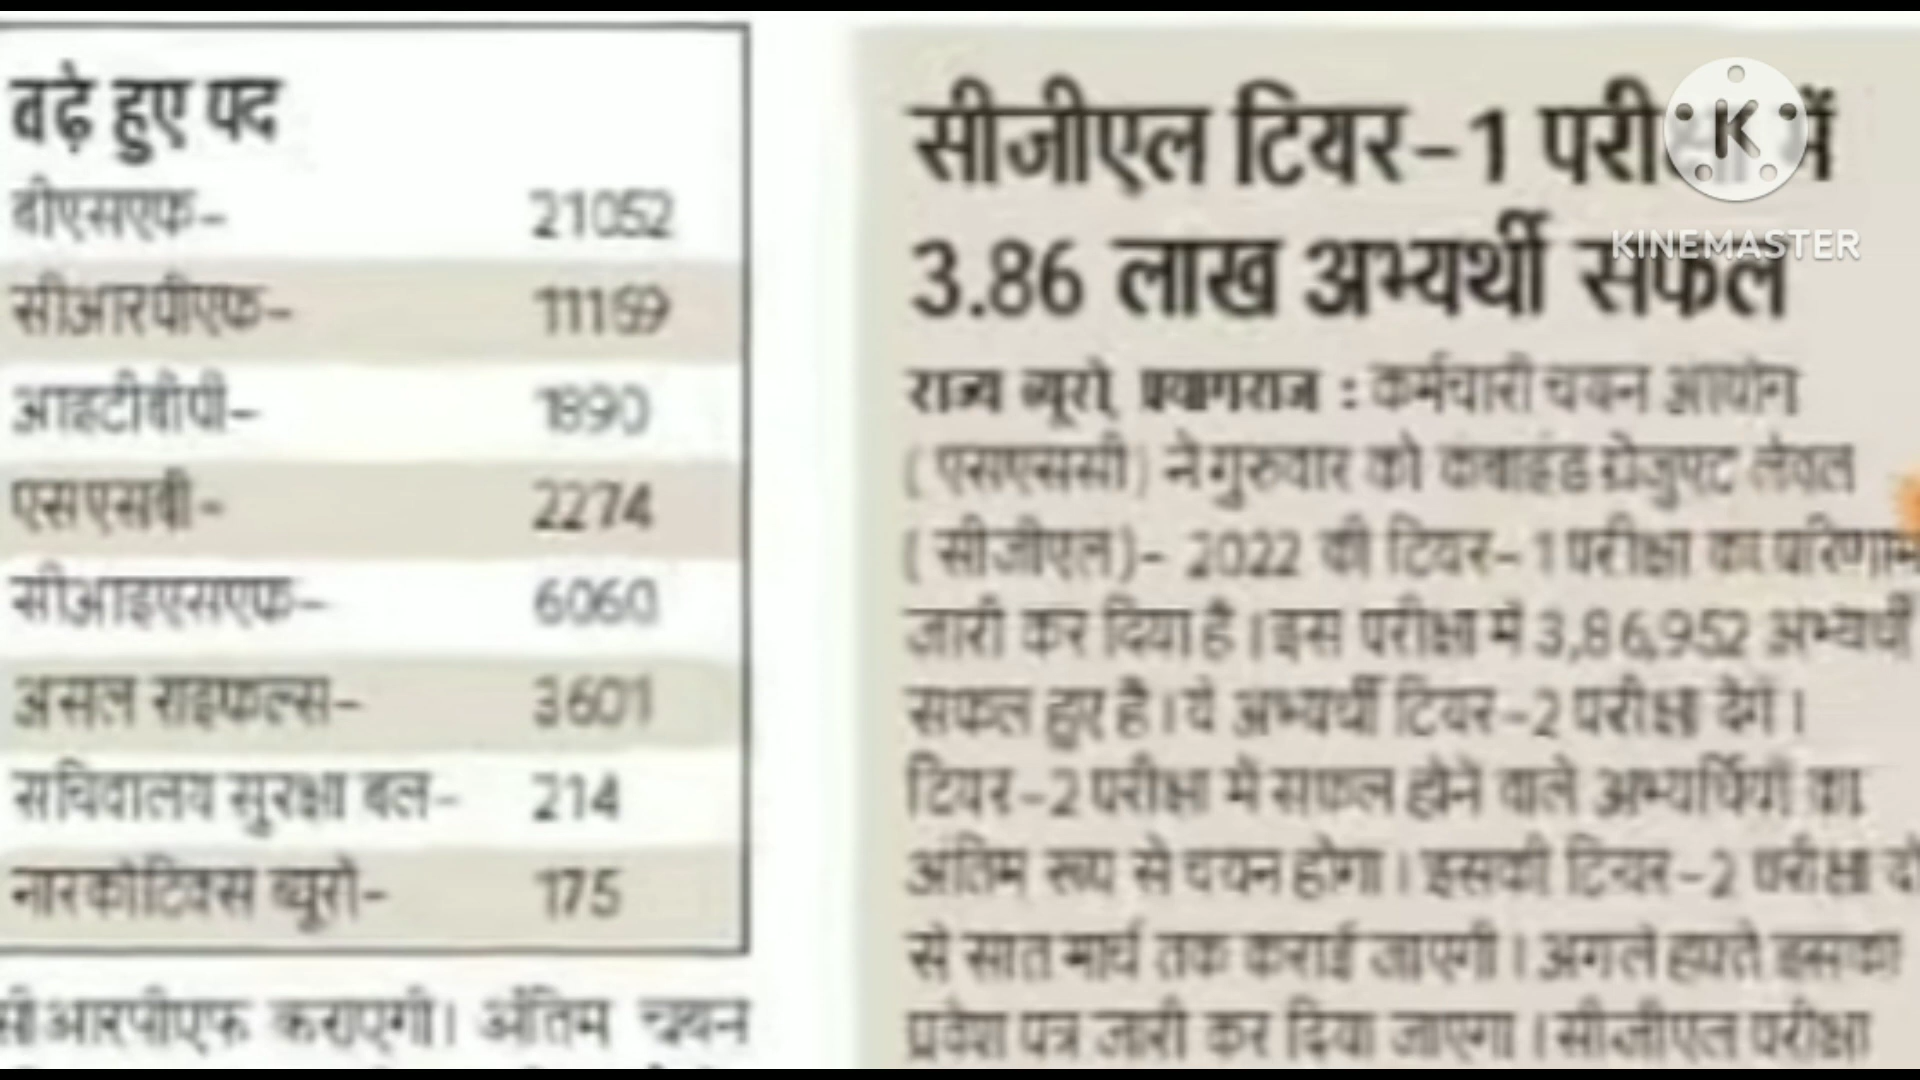 बढ़े हुए पद
बीएसएफ- 21052
सीआरपीएफ- 11169
आइटीबीपी- 1890
एसएसबी- 2274
सीआइएसएफ- 6060
असल राइफल्स- 3601
सचिवालय सुरक्षा बल- 214
नारकोटिक्स ब्यूरो- 175
सीआरपीएफ कराएगी। अंतिम चयन
सीजीएल टियर-1 परीक्षा में
3.86 लाख अभ्यर्थी सफल
राज्य ब्यूरो, प्रयागराज : कर्मचारी चयन आयोग
(एसएससी) ने गुरुवार को कंबाइंड ग्रेजुएट लेवल
(सीजीएल)- 2022 की टियर-1 परीक्षा का परिणाम
जारी कर दिया है। इस परीक्षा में 3,86,952 अभ्यर्थी
सफल हुए है। ये अभ्यर्थी टियर-2 परीक्षा देंगे।
टियर-2 परीक्षा में सफल होने वाले अभ्यर्थियों का
अंतिम रूप से चयन होगा। इसकी टियर-2 परीक्षा दो
से सात मार्च तक कराई जाएगी। अगले हफ्ते इसका
प्रवेश पत्र जारी कर दिया जाएगा। सीजीएल परीक्षा
K
KINEMASTER